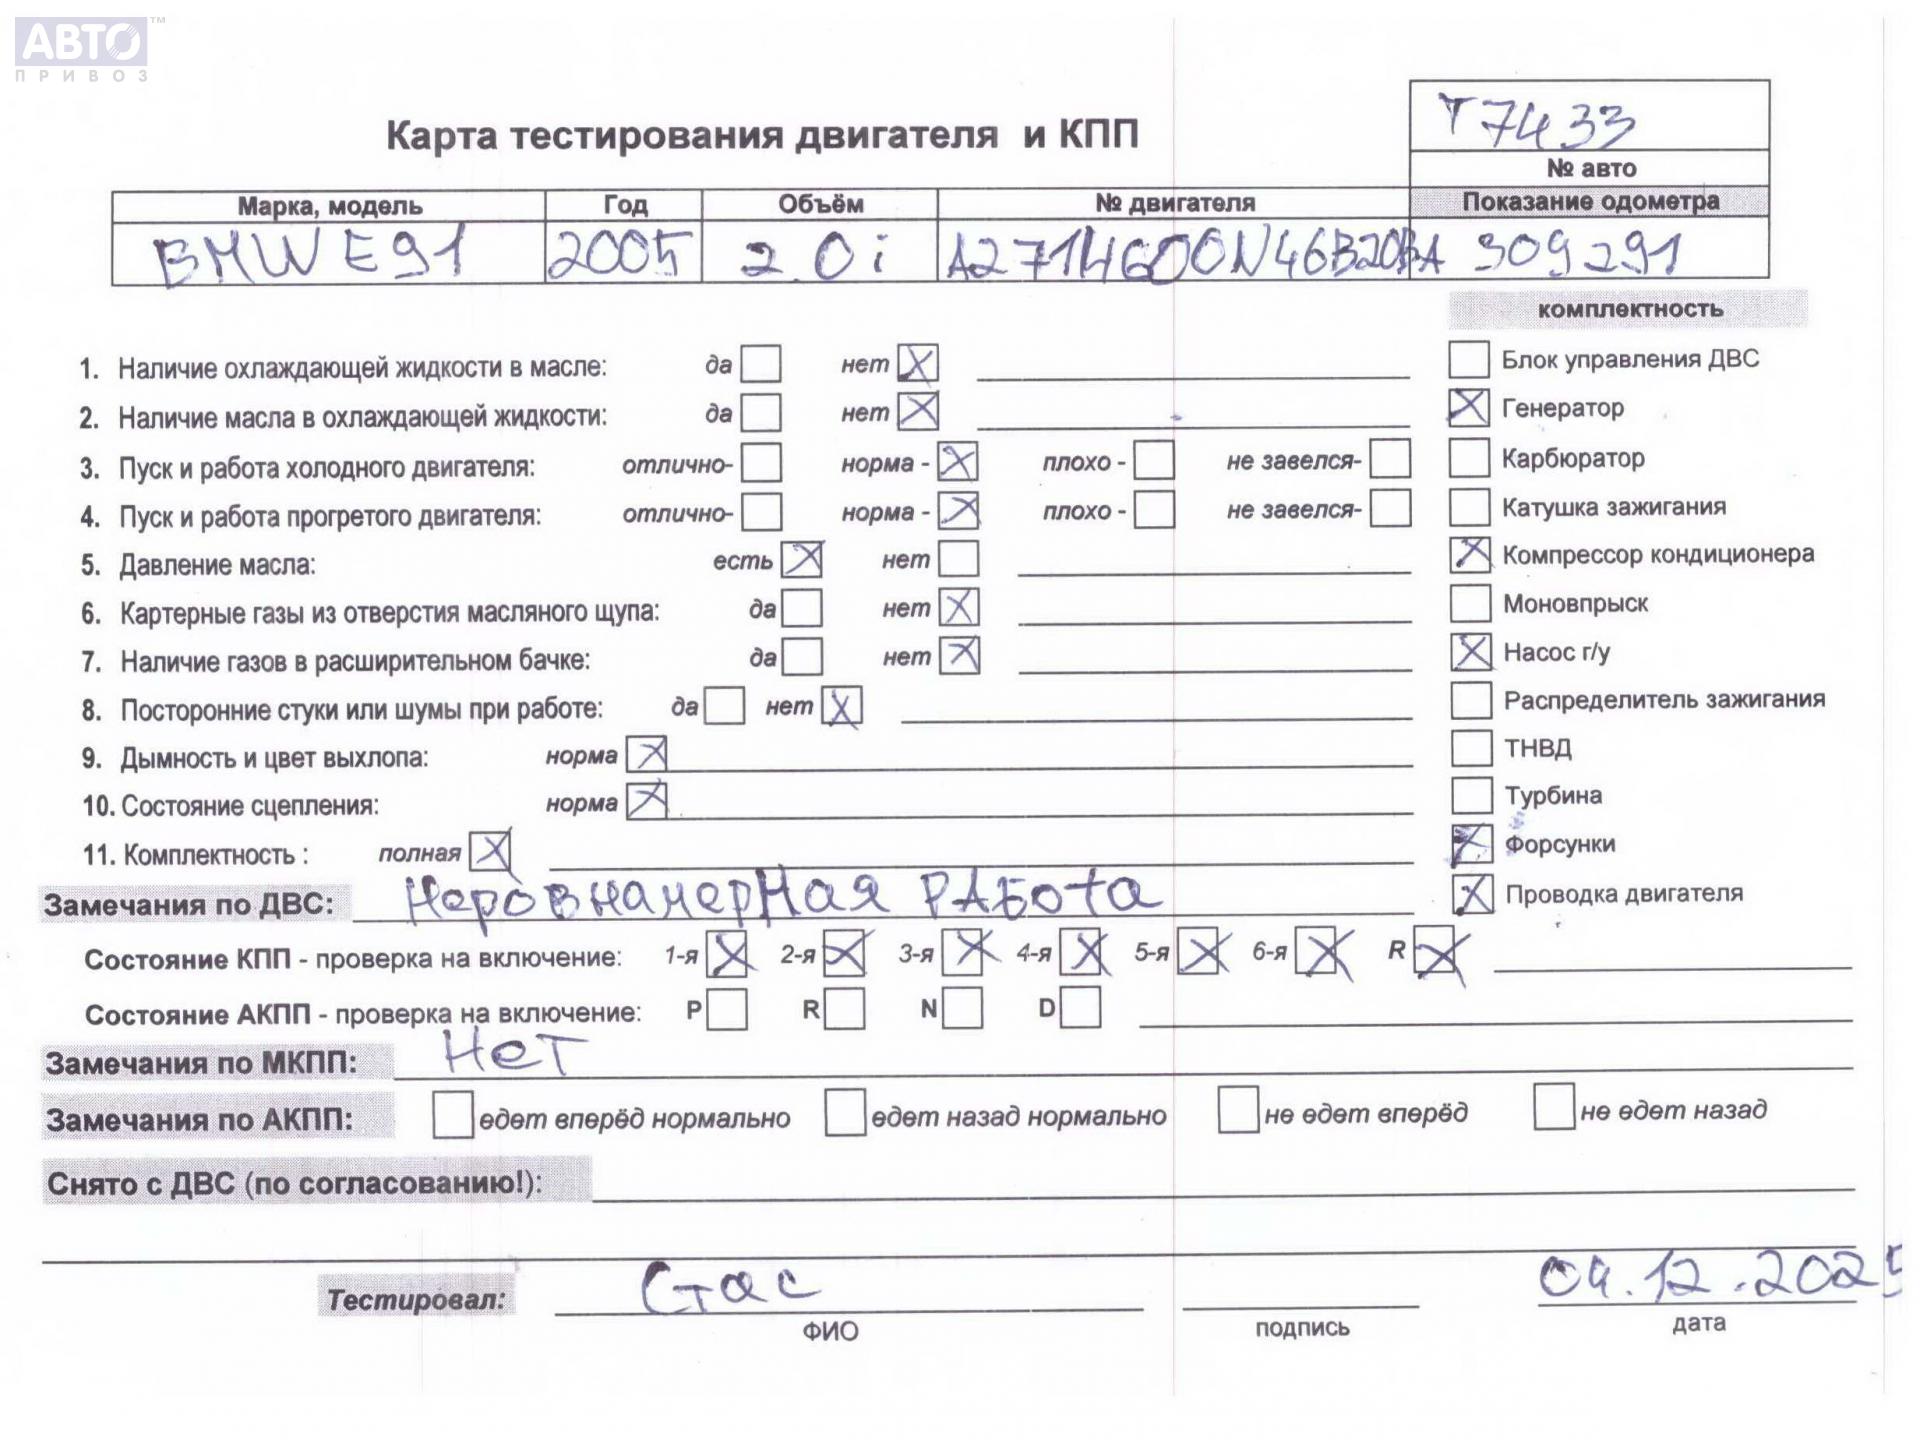 АВТО™
ПРИВОЗ
Т7433
Карта тестирования двигателя и КПП
№ авто
Марка, модель Год Объём № двигателя Показание одометра
BMW E91 2005 2.0i A2714600N46B20BA 309291
комплектность
1. Наличие охлаждающей жидкости в масле: да нет Блок управления ДВС
2. Наличие масла в охлаждающей жидкости: да нет Генератор
3. Пуск и работа холодного двигателя: отлично- норма - плохо - не завелся- Карбюратор
4. Пуск и работа прогретого двигателя: отлично- норма - плохо - не завелся- Катушка зажигания
5. Давление масла: есть нет Компрессор кондиционера
6. Картерные газы из отверстия масляного щупа: да нет Моновпрыск
7. Наличие газов в расширительном бачке: да нет Насос г/у
8. Посторонние стуки или шумы при работе: да нет Распределитель зажигания
9. Дымность и цвет выхлопа: норма ТНВД
10. Состояние сцепления: норма Турбина
11. Комплектность : полная Форсунки
Замечания по ДВС: Неровнамерная работа Проводка двигателя
Состояние КПП - проверка на включение: 1-я 2-я 3-я 4-я 5-я 6-я R
Состояние АКПП - проверка на включение: P R N D
Замечания по МКПП: Нет
Замечания по АКПП: едет вперёд нормально едет назад нормально не едет вперёд не едет назад
Снято с ДВС (по согласованию!):
Тестировал: Стас 04.12.2025
ФИО подпись дата